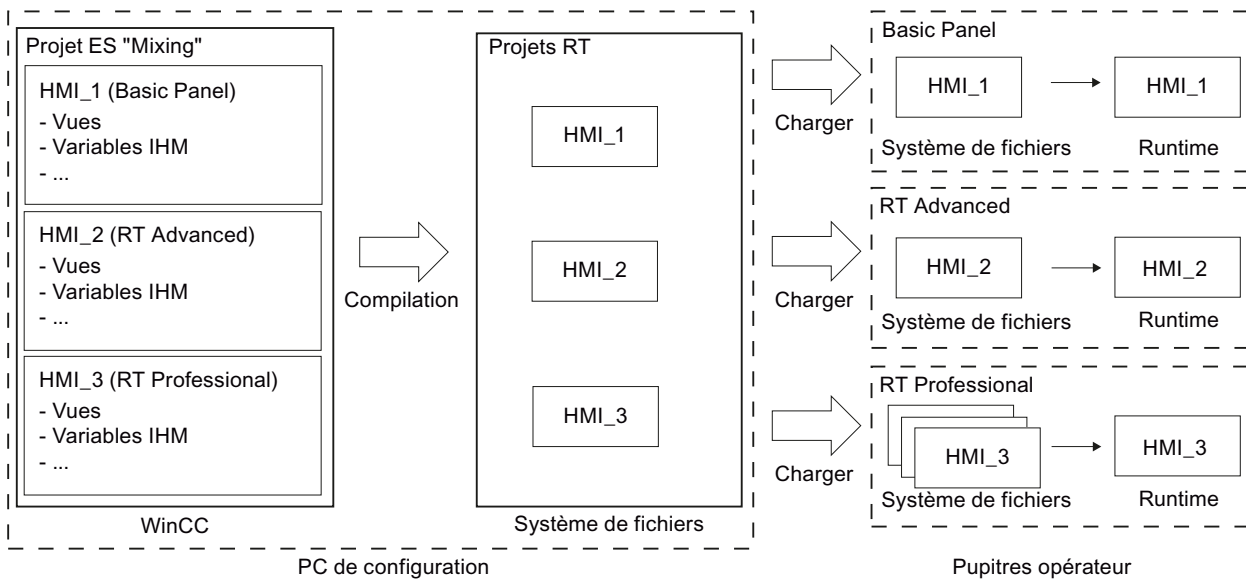 Projet ES "Mixing"
HMI_1 (Basic Panel)
- Vues
- Variables IHM
- ...
HMI_2 (RT Advanced)
- Vues
- Variables IHM
- ...
HMI_3 (RT Professional)
- Vues
- Variables IHM
- ...
WinCC
Compilation
Projets RT
HMI_1
HMI_2
HMI_3
Système de fichiers
PC de configuration
Charger
Charger
Charger
Basic Panel
HMI_1
HMI_1
Système de fichiers
Runtime
RT Advanced
HMI_2
HMI_2
Système de fichiers
Runtime
RT Professional
HMI_3
HMI_3
Système de fichiers
Runtime
Pupitres opérateur